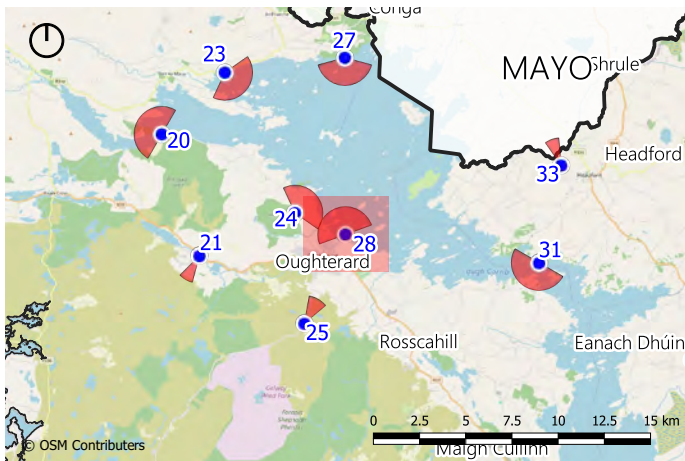 Conga
27
23
MAYO
Shrule
20
Headford
33
24
28
21
31
Oughterard
25
Rosscahill
Eanach Dhúin
0 2.5 5 7.5 10 12.5 15 km
© OSM Contributers
Maigh Cuilinn